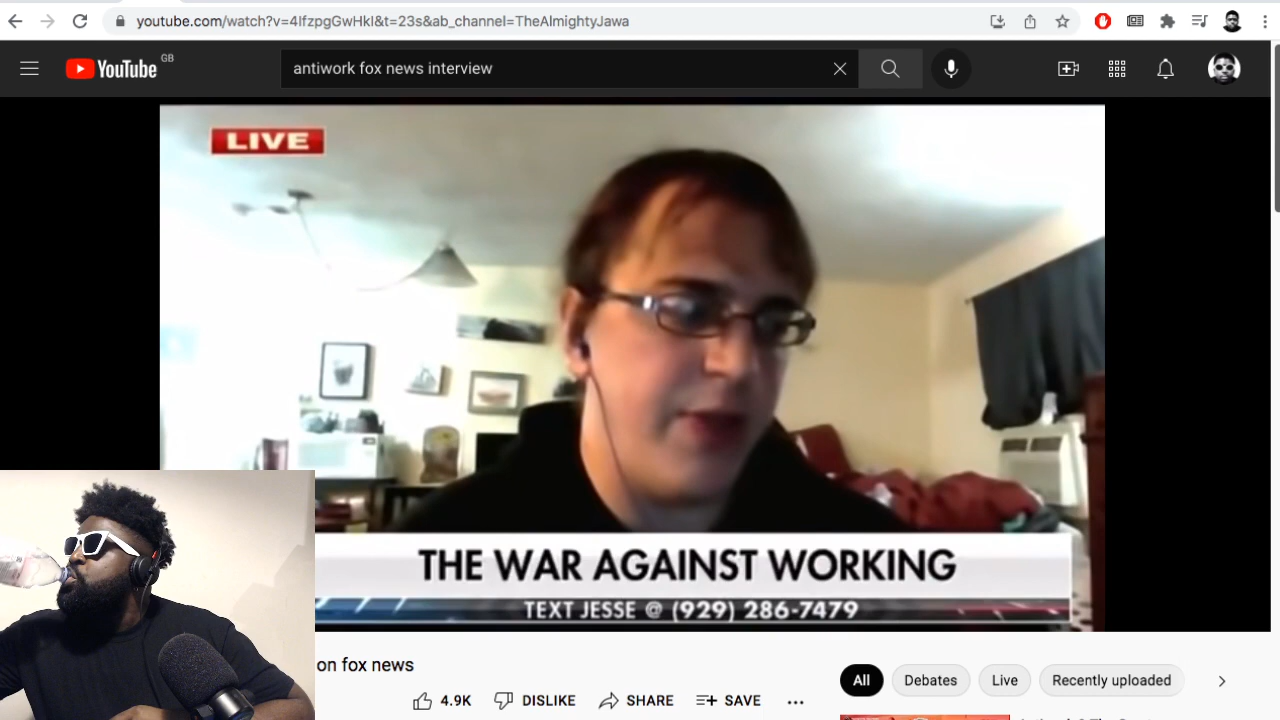 youtube.com/watch?v=4lfzpgGwHkI&t=23s&ab_channel=TheAlmightyJawa
YouTube GB
antiwork fox news interview
LIVE
THE WAR AGAINST WORKING
TEXT JESSE @ (929) 286-7479
on fox news
4.9K DISLIKE SHARE SAVE
All Debates Live Recently uploaded